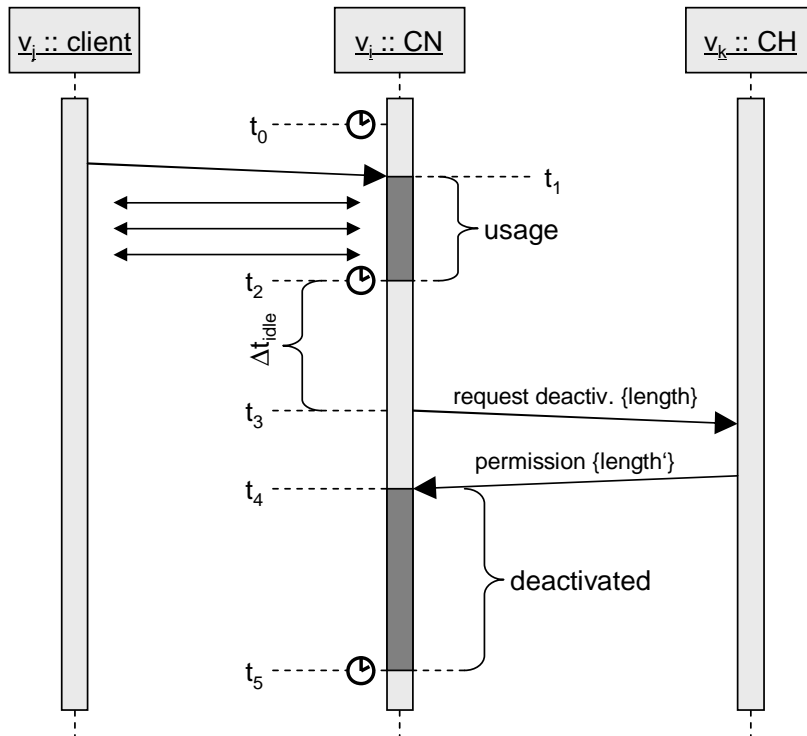 v_j :: client
v_i :: CN
v_k :: CH
t_0
t_1
usage
t_2
Δt_idle
t_3
request deactiv. {length}
permission {length‘}
t_4
deactivated
t_5